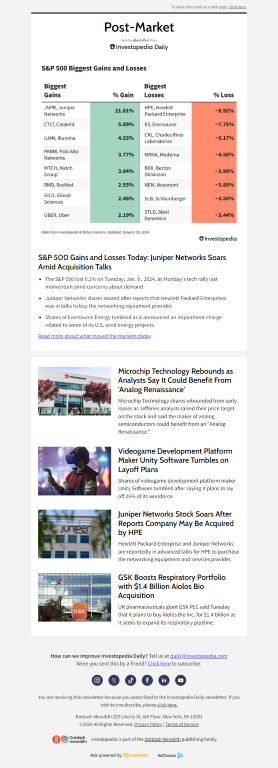 To view this email as a web page, click here
Post-Market
Investopedia Daily
S&P 500 Biggest Gains and Losses
Biggest Gains % Gain Biggest Losses % Loss
JNPR, Juniper Networks 21.81% HPE, Hewlett Packard Enterprise -8.92%
CTLT, Catalent 5.89% ES, Eversource -7.75%
ILMN, Illumina 4.55% CRL, Charles River Laboratories -5.17%
PANW, Palo Alto Networks 3.77% MRNA, Moderna -4.56%
MTCH, Match Group 3.04% BDX, Becton Dickinson -3.99%
RMD, ResMed 2.93% NEM, Newmont -3.85%
GILD, Gilead Sciences 2.46% SLB, Schlumberger -3.50%
UBER, Uber 2.19% STLD, Steel Dynamics -3.44%
Data from Investopedia & Yahoo Finance. Updated January 09, 2024
Investopedia
S&P 500 Gains and Losses Today: Juniper Networks Soars
Amid Acquisition Talks
The S&P 500 lost 0.2% on Tuesday, Jan. 9, 2024, as Monday's tech rally lost
momentum amid concerns about demand.
Juniper Networks shares soared after reports that Hewlett Packard Enterprises
was in talks to buy the networking equipment provider.
Shares of Eversource Energy tumbled as it announced an impairment charge
related to some of its U.S. wind energy projects.
Read more about what moved the markets today
Microchip Technology Rebounds as
Analysts Say It Could Benefit From
'Analog Renaissance'
Microchip Technology shares rebounded from early
losses as Jefferies analysts raised their price target
on the stock and said the maker of analog
semiconductors could benefit from an "Analog
Renaissance."
Videogame Development Platform
Maker Unity Software Tumbles on
Layoff Plans
Shares of videogame development platform maker
Unity Software tumbled after saying it plans to lay
off 25% of its workforce.
Juniper Networks Stock Soars After
Reports Company May Be Acquired
by HPE
Hewlett Packard Enterprise and Juniper Networks
are reportedly in advanced talks for HPE to purchase
the networking equipment and services provider.
JUNIPER
GSK Boosts Respiratory Portfolio
with $1.4 Billion Aiolos Bio
Acquisition
UK pharmaceuticals giant GSK PLC said Tuesday
that it plans to buy Aiolos Bio Inc. for $1.4 billion as
it seeks to expand its respiratory pipeline.
GSK
How can we improve Investopedia Daily? Tell us at daily@investopedia.com
Were you sent this by a friend? Click here to subscribe.
You are receiving this newsletter because you subscribed to the Investopedia Daily newsletter. If you
wish to unsubscribe, please click here.
Dotdash Meredith 225 Liberty St, 4th Floor, New York, NY 10281
©2024 All Rights Reserved. Privacy Policy | Terms of Service
Dotdash meredith Investopedia is part of the Dotdash Meredith publishing family.
Ads powered by LiveIntent AdChoices